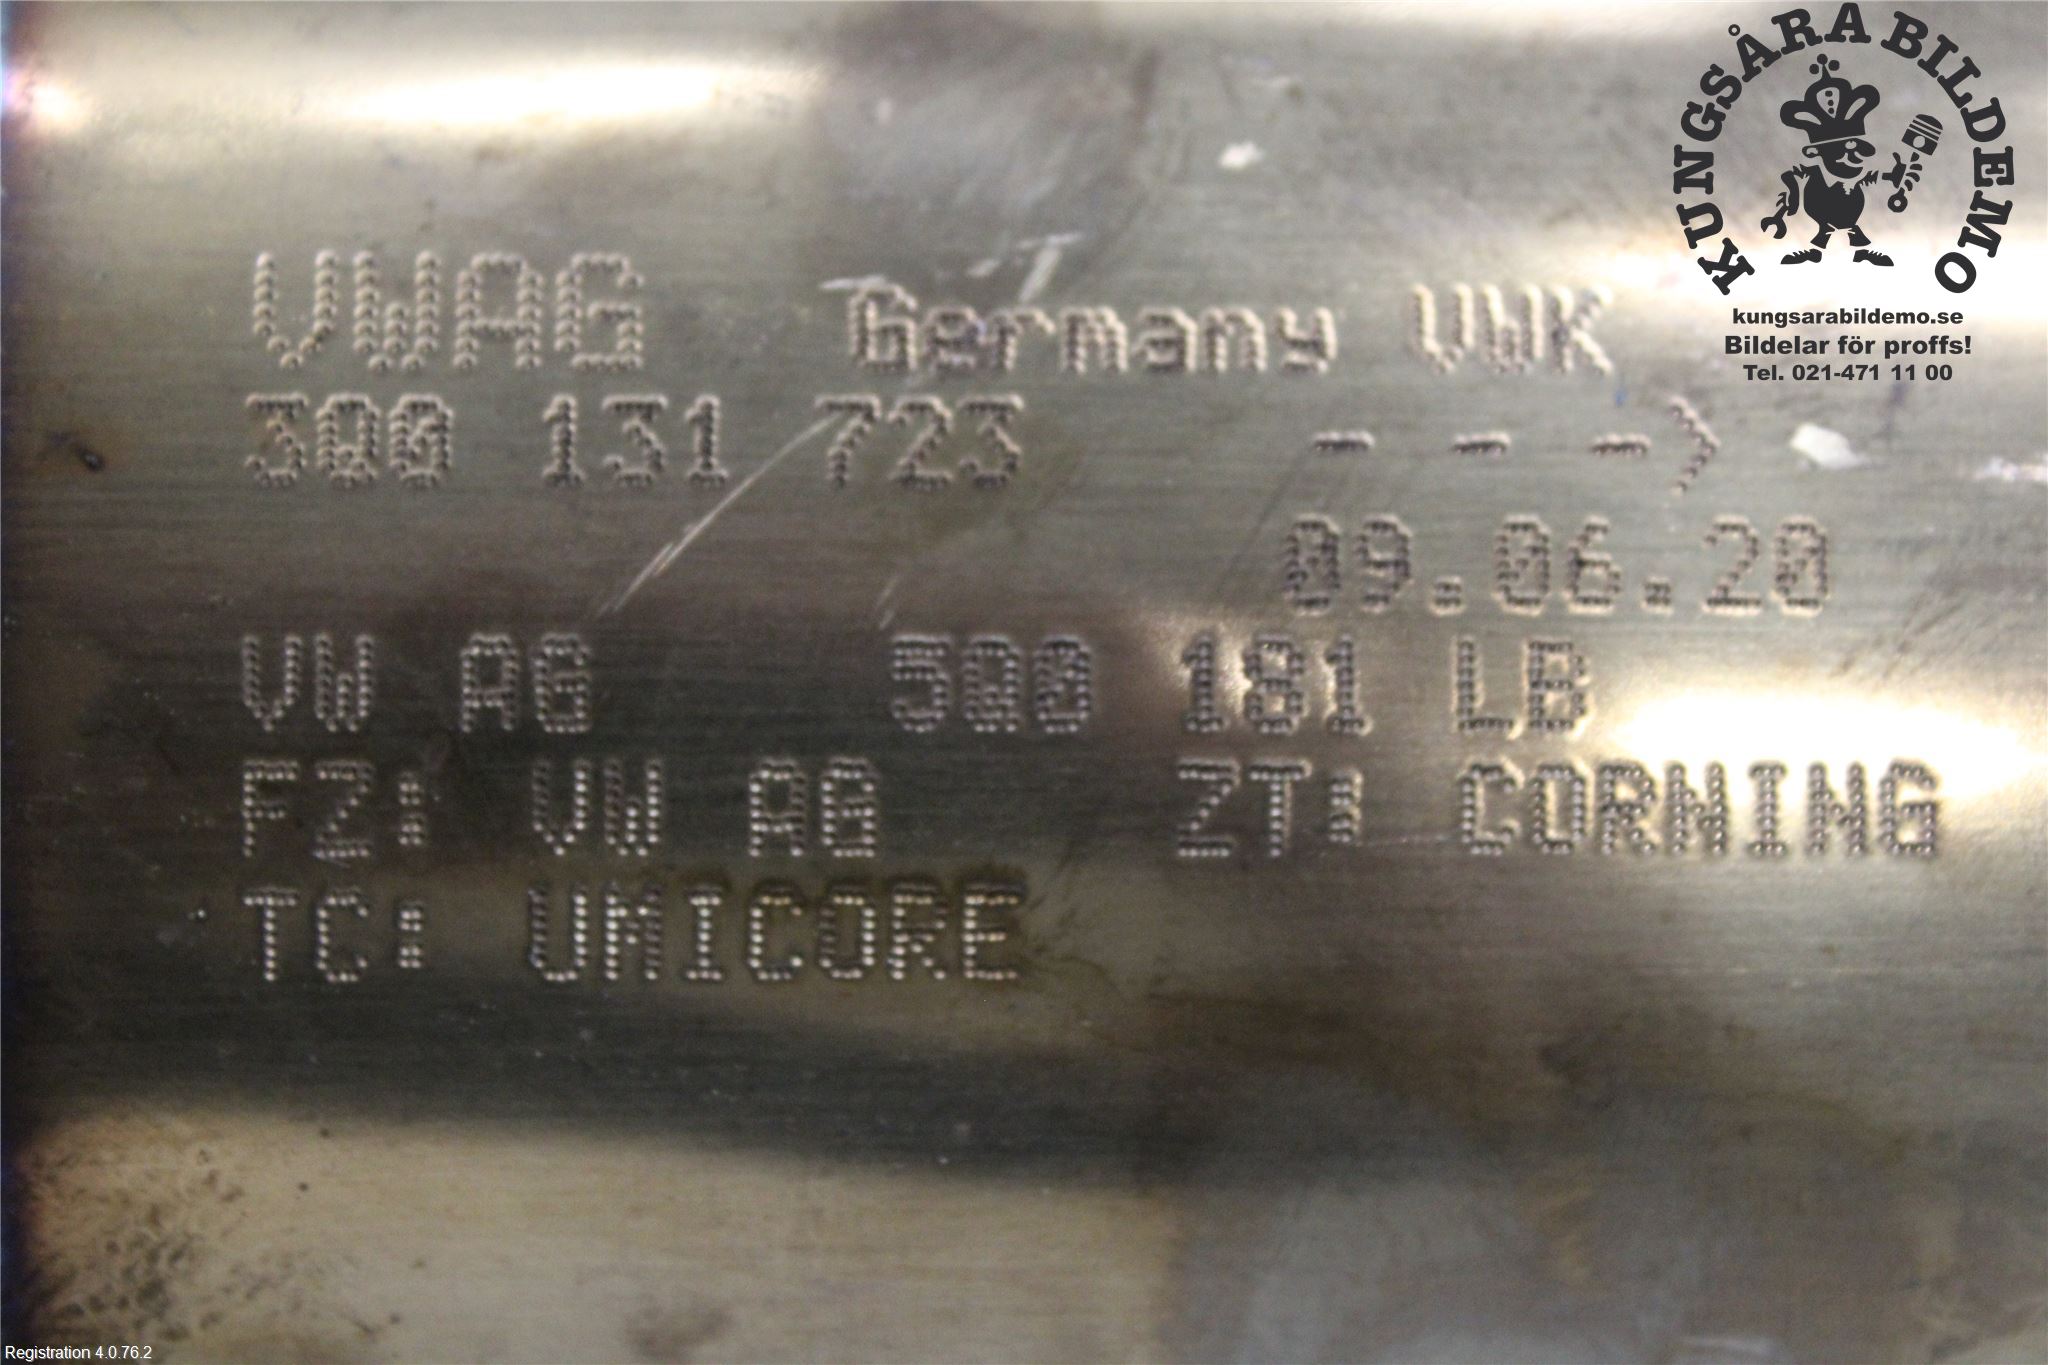 KUNGSÅRA BILDEMO
kungsarabildemo.se
Bildelar för proffs!
Tel. 021-471 11 00
VWAG Germany VWK
3Q0 131 723 - - ->
09.06.20
VW AG 5Q0 181 LB
FZ: VW AG ZT: CORNING
TC: UMICORE
Registration 4.0.76.2